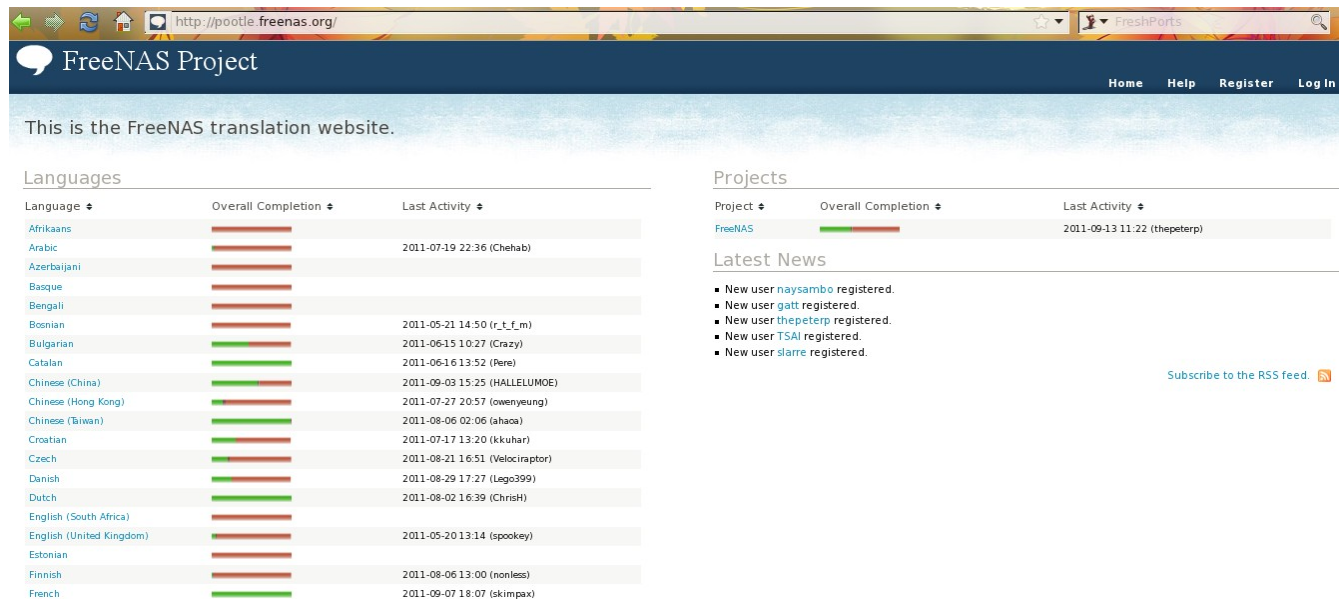 http://pootle.freenas.org/
FreshPorts
FreeNAS Project
Home Help Register Log In
This is the FreeNAS translation website.
Languages
Language Overall Completion Last Activity
Afrikaans
Arabic 2011-07-19 22:36 (Chehab)
Azerbaijani
Basque
Bengali
Bosnian 2011-05-21 14:50 (r_t_f_m)
Bulgarian 2011-06-15 10:27 (Crazy)
Catalan 2011-06-16 13:52 (Pere)
Chinese (China) 2011-09-03 15:25 (HALLELUMOE)
Chinese (Hong Kong) 2011-07-27 20:57 (owenyeung)
Chinese (Taiwan) 2011-08-06 02:06 (ahaoa)
Croatian 2011-07-17 13:20 (kkuhar)
Czech 2011-08-21 16:51 (Velociraptor)
Danish 2011-08-29 17:27 (Lego399)
Dutch 2011-08-02 16:39 (ChrisH)
English (South Africa)
English (United Kingdom) 2011-05-20 13:14 (spookey)
Estonian
Finnish 2011-08-06 13:00 (nonless)
French 2011-09-07 18:07 (skimpax)
Projects
Project Overall Completion Last Activity
FreeNAS 2011-09-13 11:22 (thepeterp)
Latest News
New user naysambo registered.
New user gatt registered.
New user thepeterp registered.
New user TSAI registered.
New user slarre registered.
Subscribe to the RSS feed.